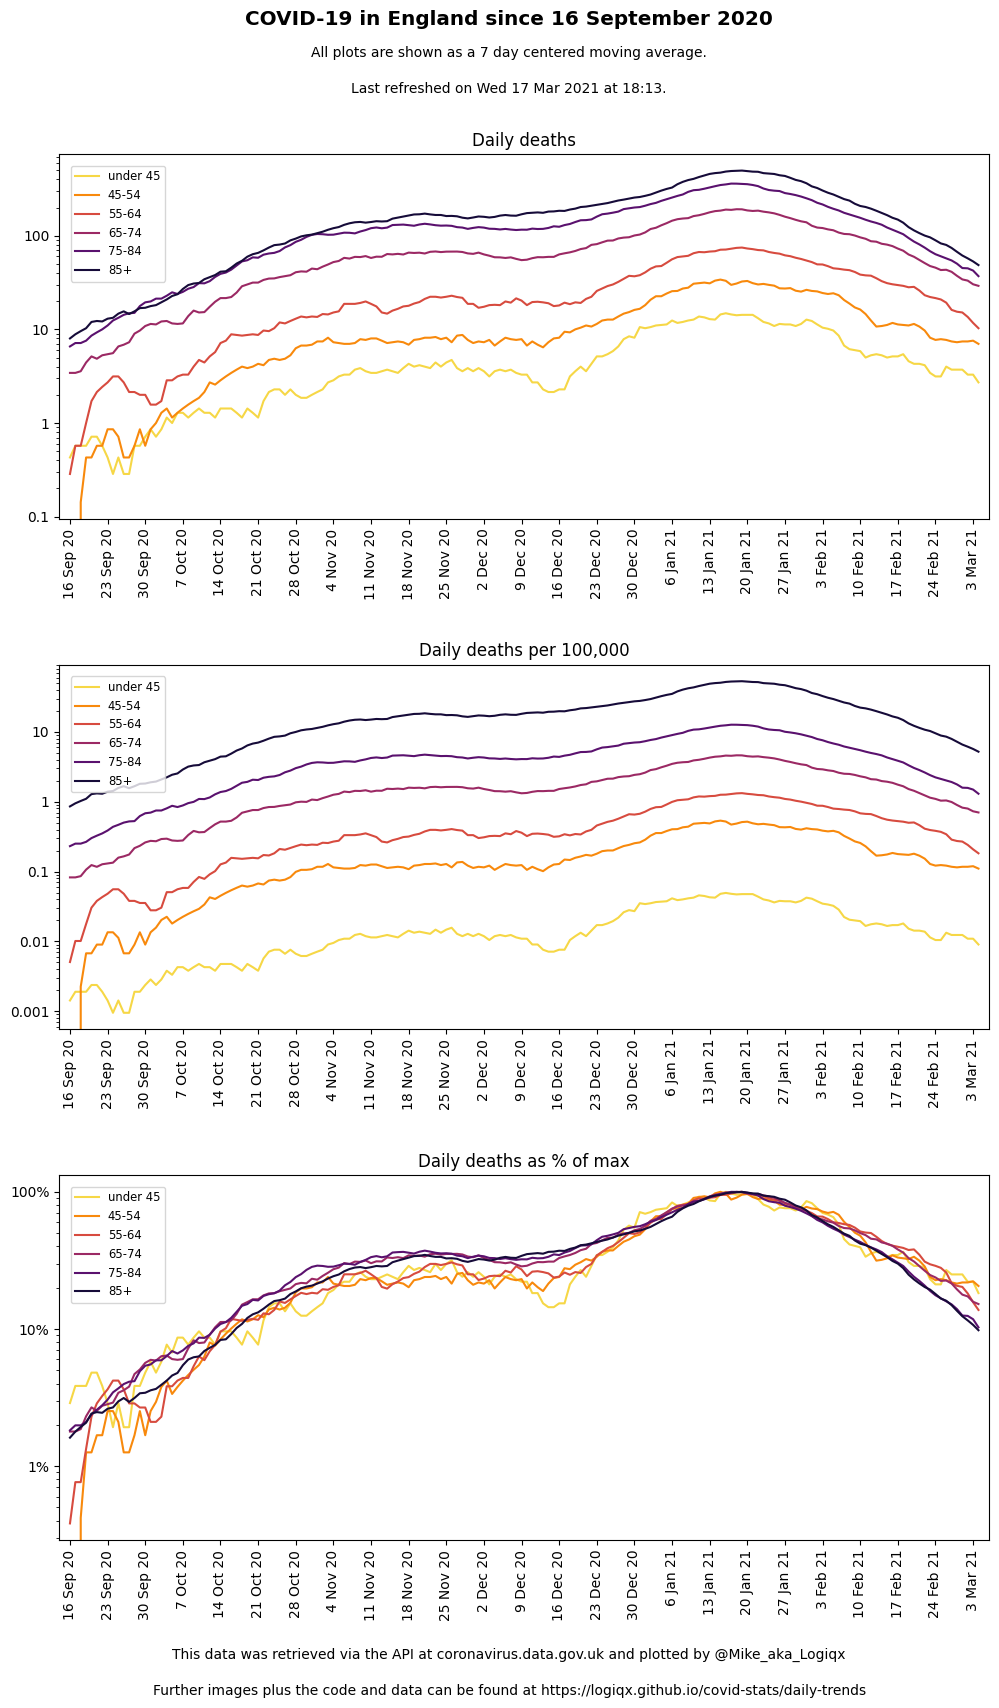 COVID-19 in England since 16 September 2020
All plots are shown as a 7 day centered moving average.
Last refreshed on Wed 17 Mar 2021 at 18:13.
Daily deaths
under 45
45-54
55-64
65-74
75-84
85+
100
10
1
0.1
16 Sep 20
23 Sep 20
30 Sep 20
7 Oct 20
14 Oct 20
21 Oct 20
28 Oct 20
4 Nov 20
11 Nov 20
18 Nov 20
25 Nov 20
2 Dec 20
9 Dec 20
16 Dec 20
23 Dec 20
30 Dec 20
6 Jan 21
13 Jan 21
20 Jan 21
27 Jan 21
3 Feb 21
10 Feb 21
17 Feb 21
24 Feb 21
3 Mar 21
Daily deaths per 100,000
under 45
45-54
55-64
65-74
75-84
85+
10
1
0.1
0.01
0.001
16 Sep 20
23 Sep 20
30 Sep 20
7 Oct 20
14 Oct 20
21 Oct 20
28 Oct 20
4 Nov 20
11 Nov 20
18 Nov 20
25 Nov 20
2 Dec 20
9 Dec 20
16 Dec 20
23 Dec 20
30 Dec 20
6 Jan 21
13 Jan 21
20 Jan 21
27 Jan 21
3 Feb 21
10 Feb 21
17 Feb 21
24 Feb 21
3 Mar 21
Daily deaths as % of max
under 45
45-54
55-64
65-74
75-84
85+
100%
10%
1%
16 Sep 20
23 Sep 20
30 Sep 20
7 Oct 20
14 Oct 20
21 Oct 20
28 Oct 20
4 Nov 20
11 Nov 20
18 Nov 20
25 Nov 20
2 Dec 20
9 Dec 20
16 Dec 20
23 Dec 20
30 Dec 20
6 Jan 21
13 Jan 21
20 Jan 21
27 Jan 21
3 Feb 21
10 Feb 21
17 Feb 21
24 Feb 21
3 Mar 21
This data was retrieved via the API at coronavirus.data.gov.uk and plotted by @Mike_aka_Logiqx
Further images plus the code and data can be found at https://logiqx.github.io/covid-stats/daily-trends